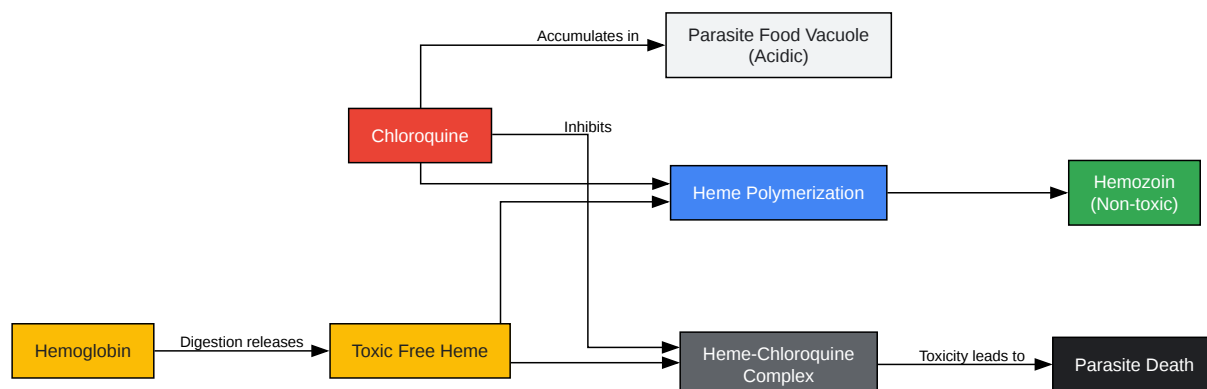 Accumulates in
Parasite Food Vacuole
(Acidic)
Chloroquine
Inhibits
Heme Polymerization
Hemozoin
(Non-toxic)
Hemoglobin
Digestion releases
Toxic Free Heme
Heme-Chloroquine
Complex
Toxicity leads to
Parasite Death